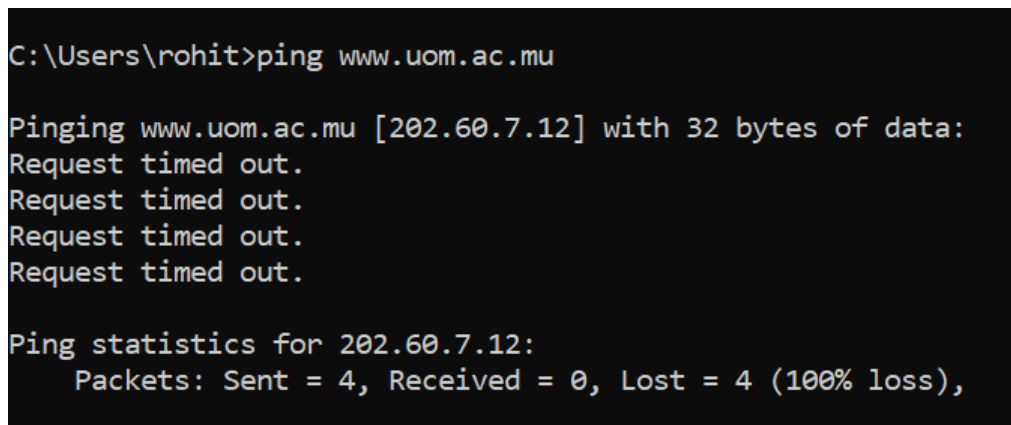 C:\Users\rohit>ping www.uom.ac.mu
Pinging www.uom.ac.mu [202.60.7.12] with 32 bytes of data:
Request timed out.
Request timed out.
Request timed out.
Request timed out.
Ping statistics for 202.60.7.12:
    Packets: Sent = 4, Received = 0, Lost = 4 (100% loss),